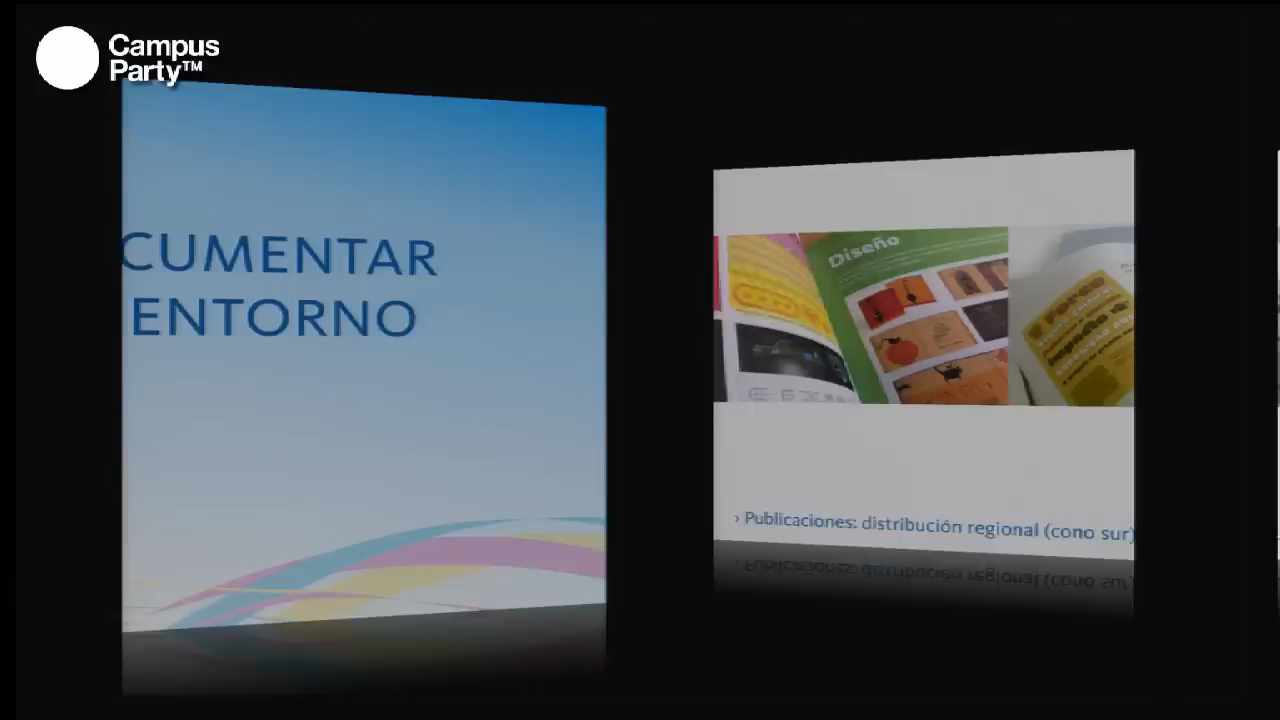 Campus
Party™
CUMENTAR
ENTORNO
Diseño
› Publicaciones: distribución regional (cono sur)